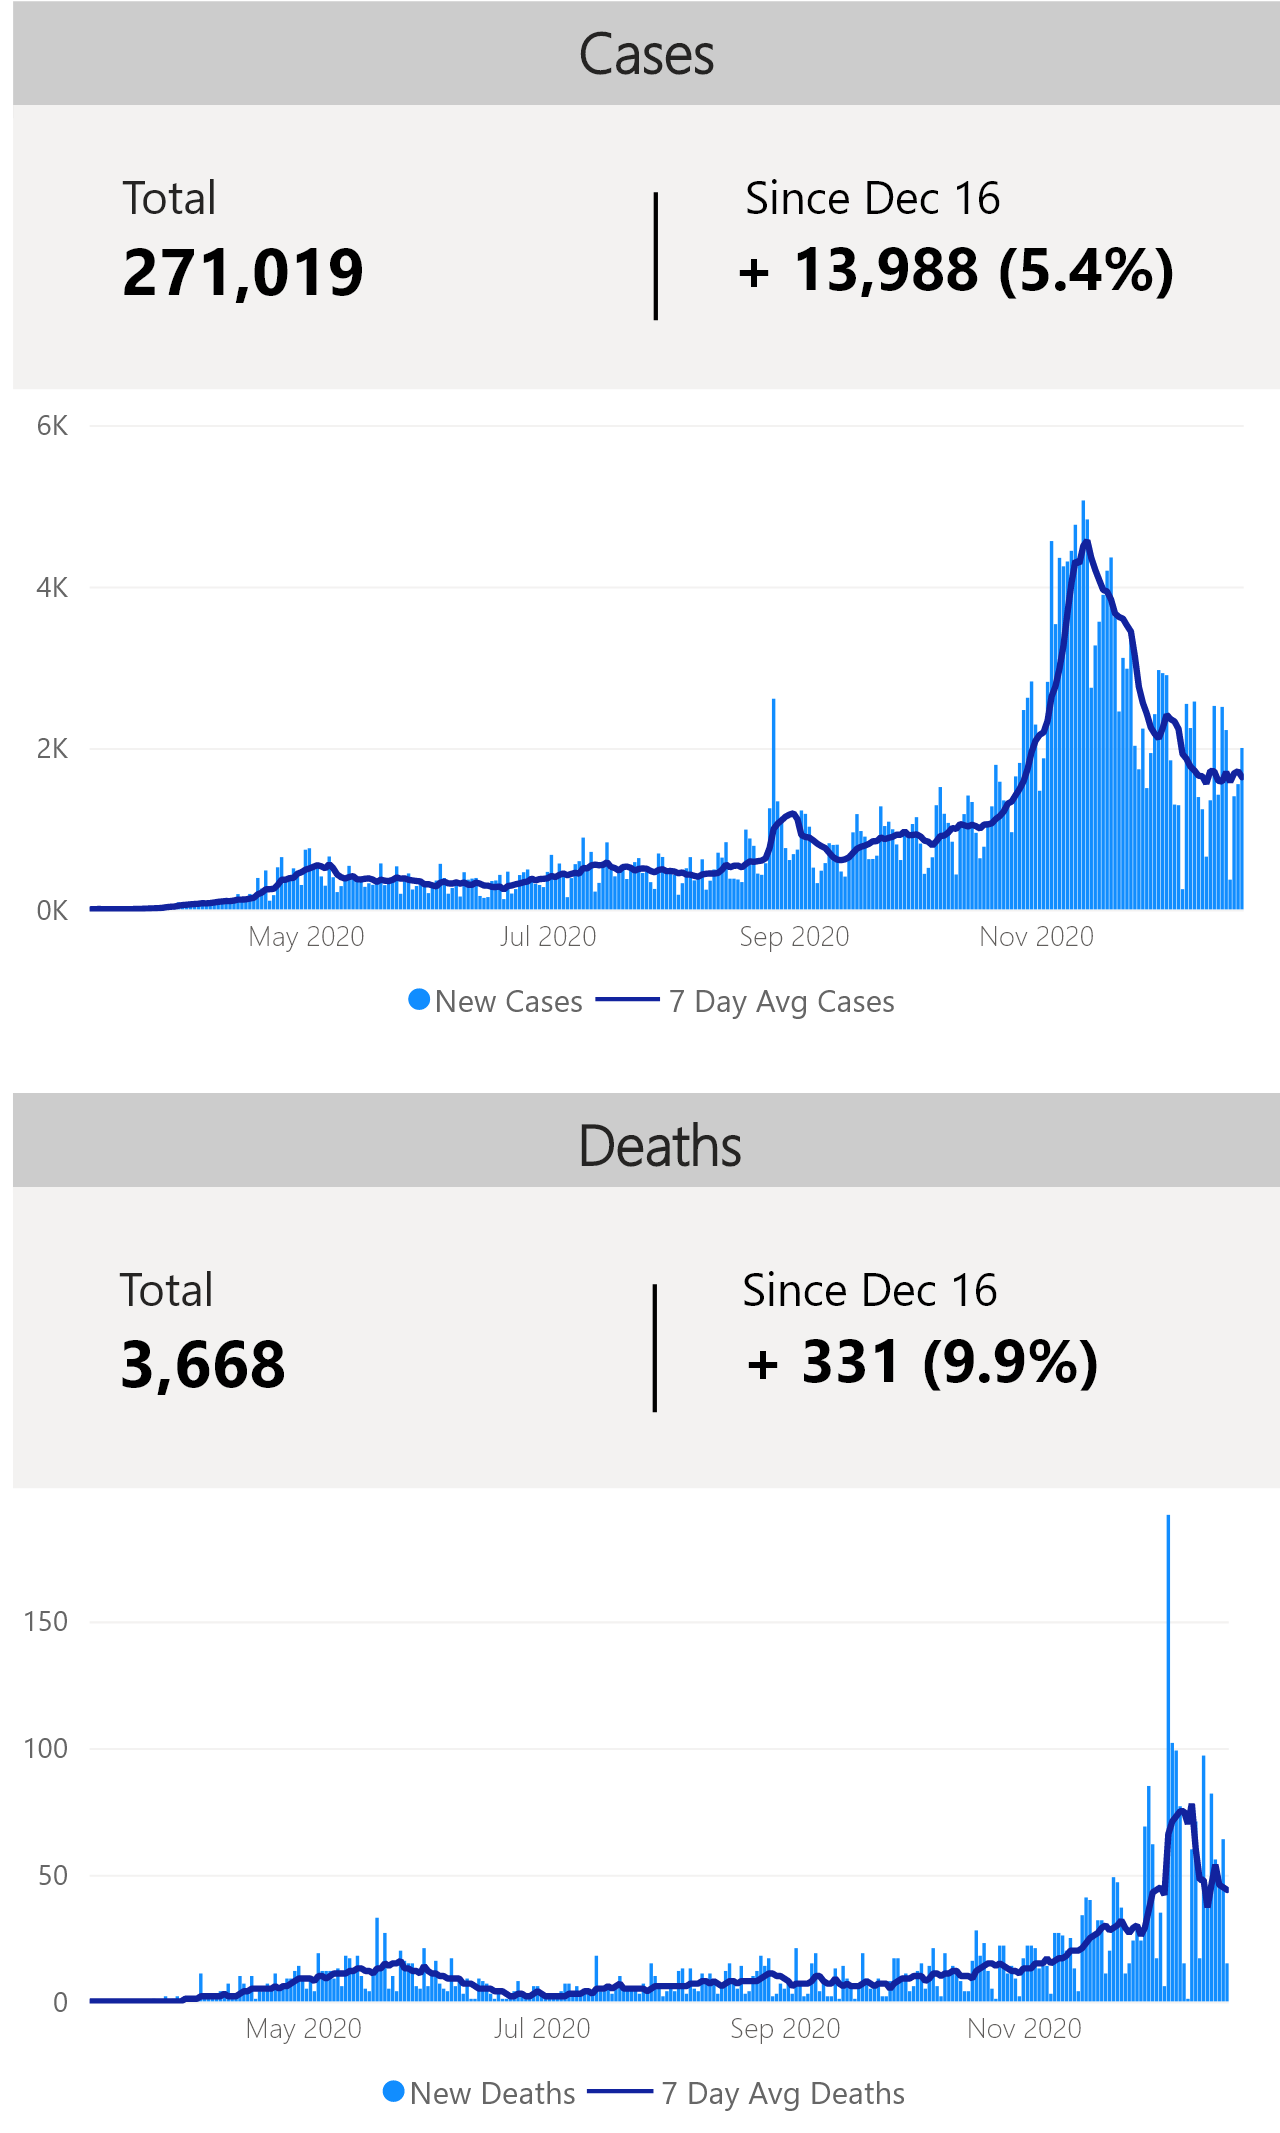 Cases
Total
Since Dec 16
271,019
+ 13,988 (5.4%)
6K
4K
2K
0K
May 2020
Jul 2020
Sep 2020
Nov 2020
New Cases
7 Day Avg Cases
Deaths
Total
Since Dec 16
3,668
+ 331 (9.9%)
150
100
50
0
May 2020
Jul 2020
Sep 2020
Nov 2020
New Deaths
7 Day Avg Deaths